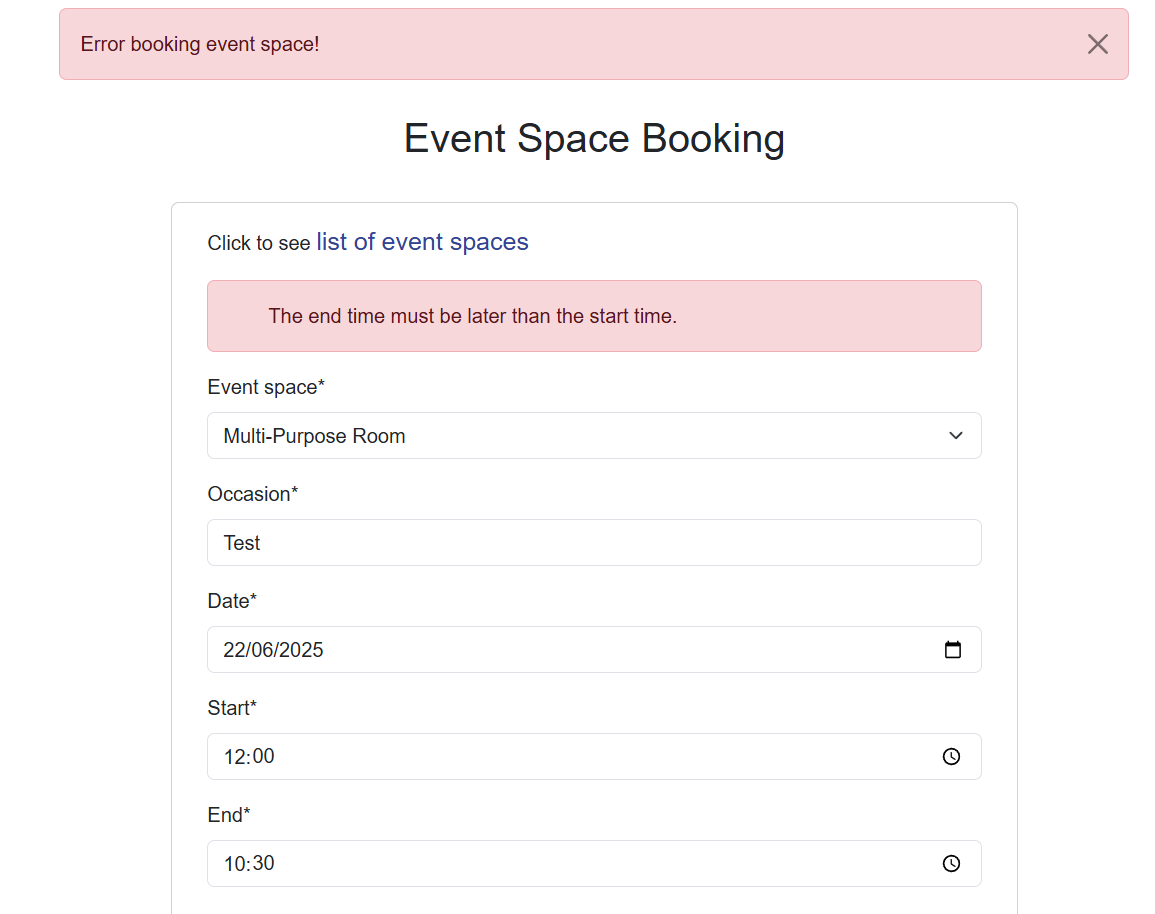 Error booking event space!
Event Space Booking
Click to see list of event spaces
The end time must be later than the start time.
Event space*
Multi-Purpose Room
Occasion*
Test
Date*
22/06/2025
Start*
12:00
End*
10:30